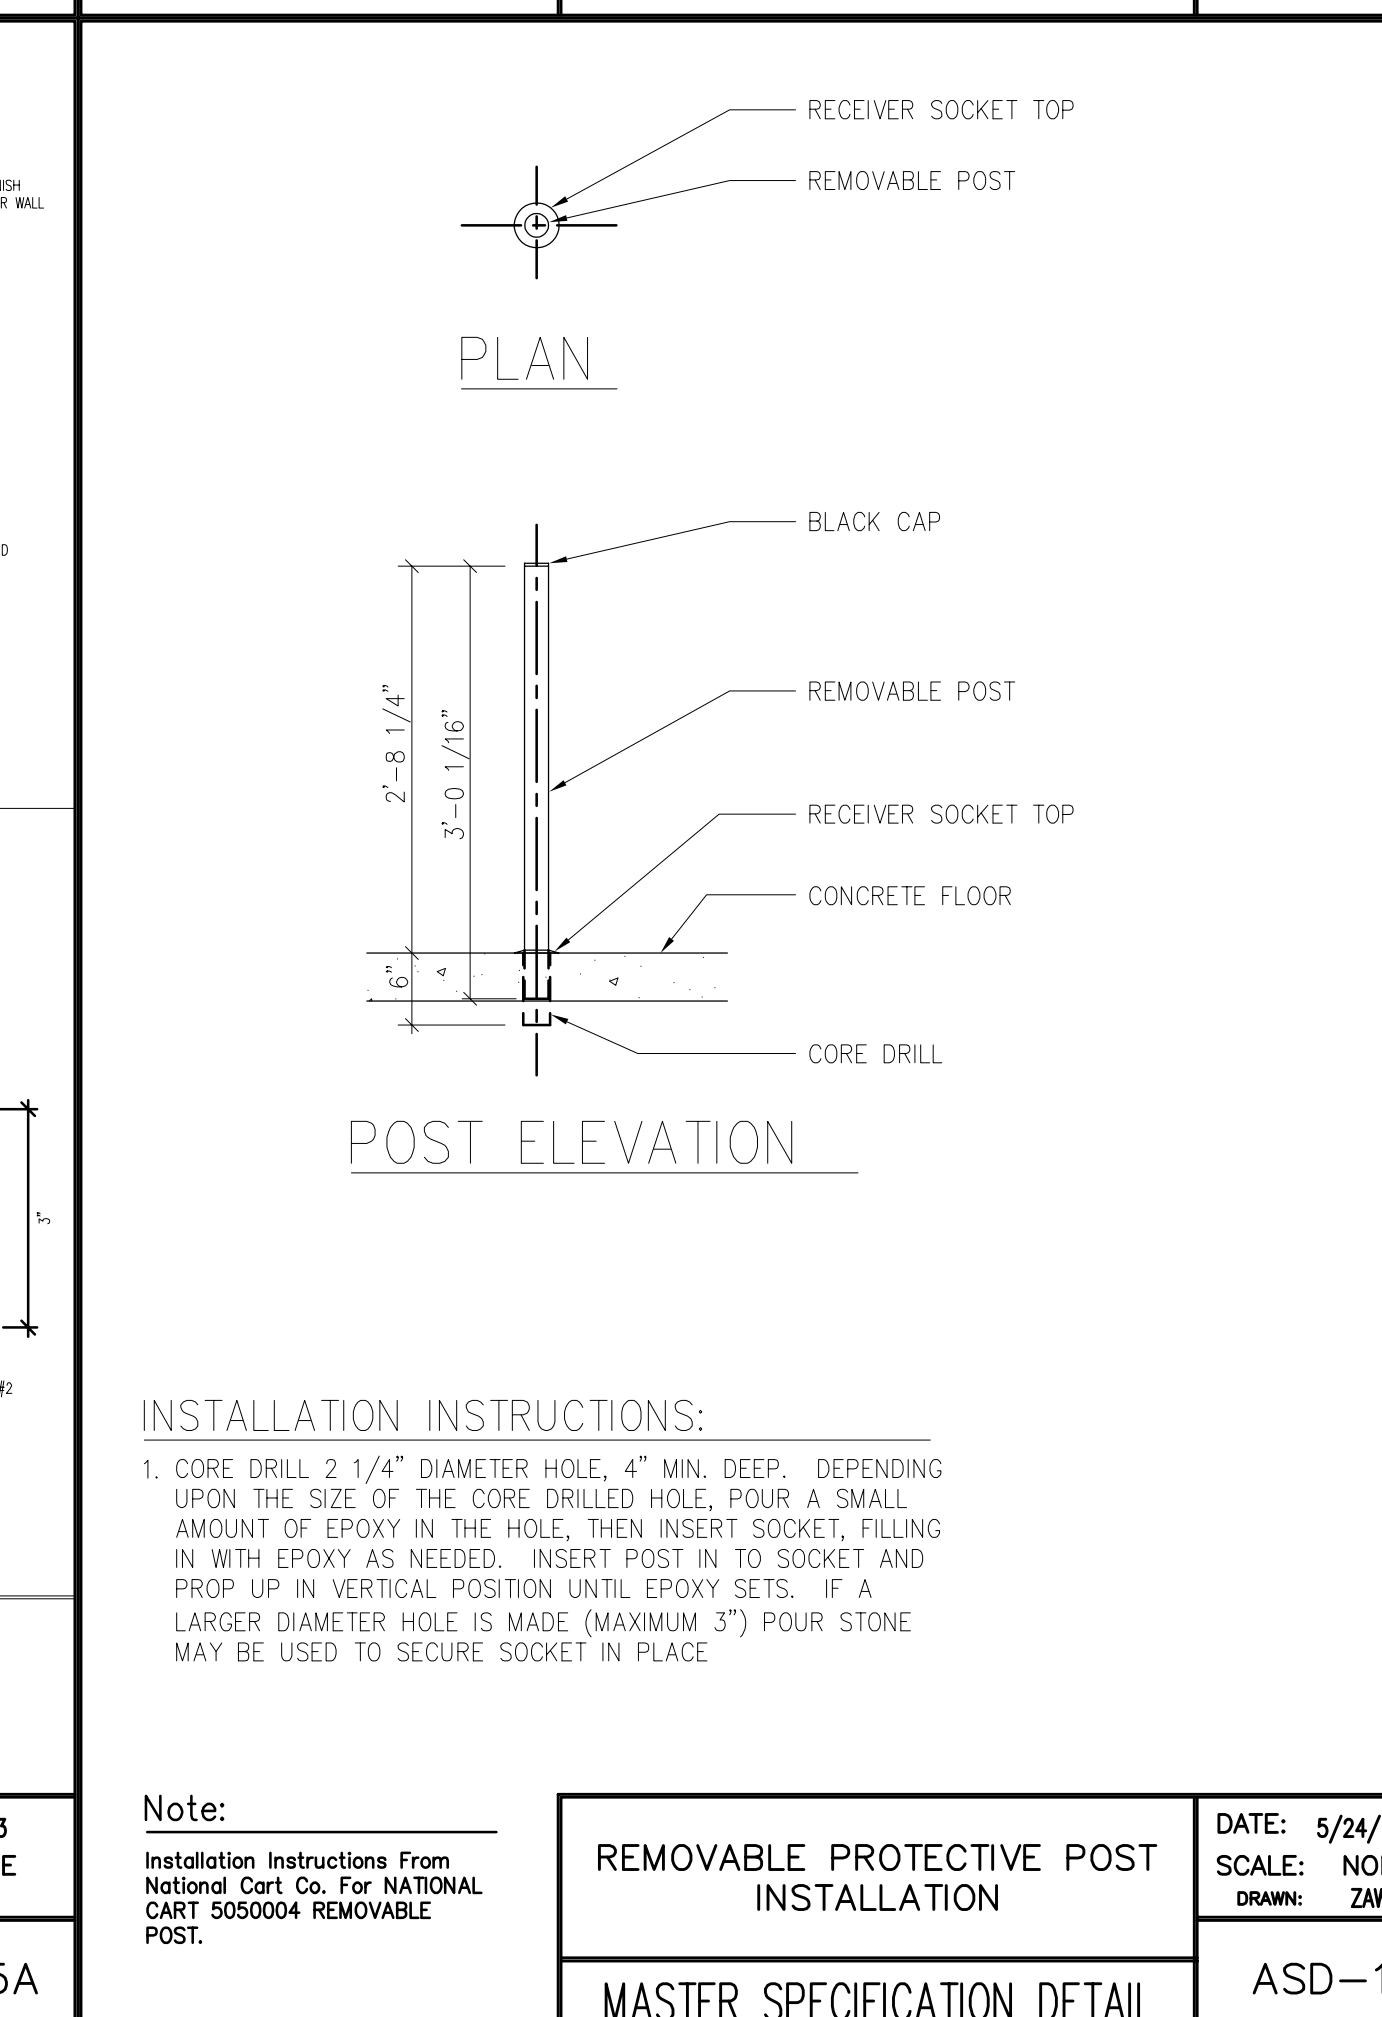 RECEIVER SOCKET TOP
REMOVABLE POST
PLAN
BLACK CAP
2'-8 1/4"
3'-0 1/16"
REMOVABLE POST
RECEIVER SOCKET TOP
CONCRETE FLOOR
6"
CORE DRILL
POST ELEVATION
R WALL
D
3"
#2
INSTALLATION INSTRUCTIONS:
1. CORE DRILL 2 1/4" DIAMETER HOLE, 4" MIN. DEEP. DEPENDING
UPON THE SIZE OF THE CORE DRILLED HOLE, POUR A SMALL
AMOUNT OF EPOXY IN THE HOLE, THEN INSERT SOCKET, FILLING
IN WITH EPOXY AS NEEDED. INSERT POST IN TO SOCKET AND
PROP UP IN VERTICAL POSITION UNTIL EPOXY SETS. IF A
LARGER DIAMETER HOLE IS MADE (MAXIMUM 3") POUR STONE
MAY BE USED TO SECURE SOCKET IN PLACE
Note:
Installation Instructions From
National Cart Co. For NATIONAL
CART 5050004 REMOVABLE
POST.
REMOVABLE PROTECTIVE POST
INSTALLATION
MASTER SPECIFICATION DETAIL
DATE: 5/24/
SCALE: NO
DRAWN: ZAW
ASD-1
3
E
5A